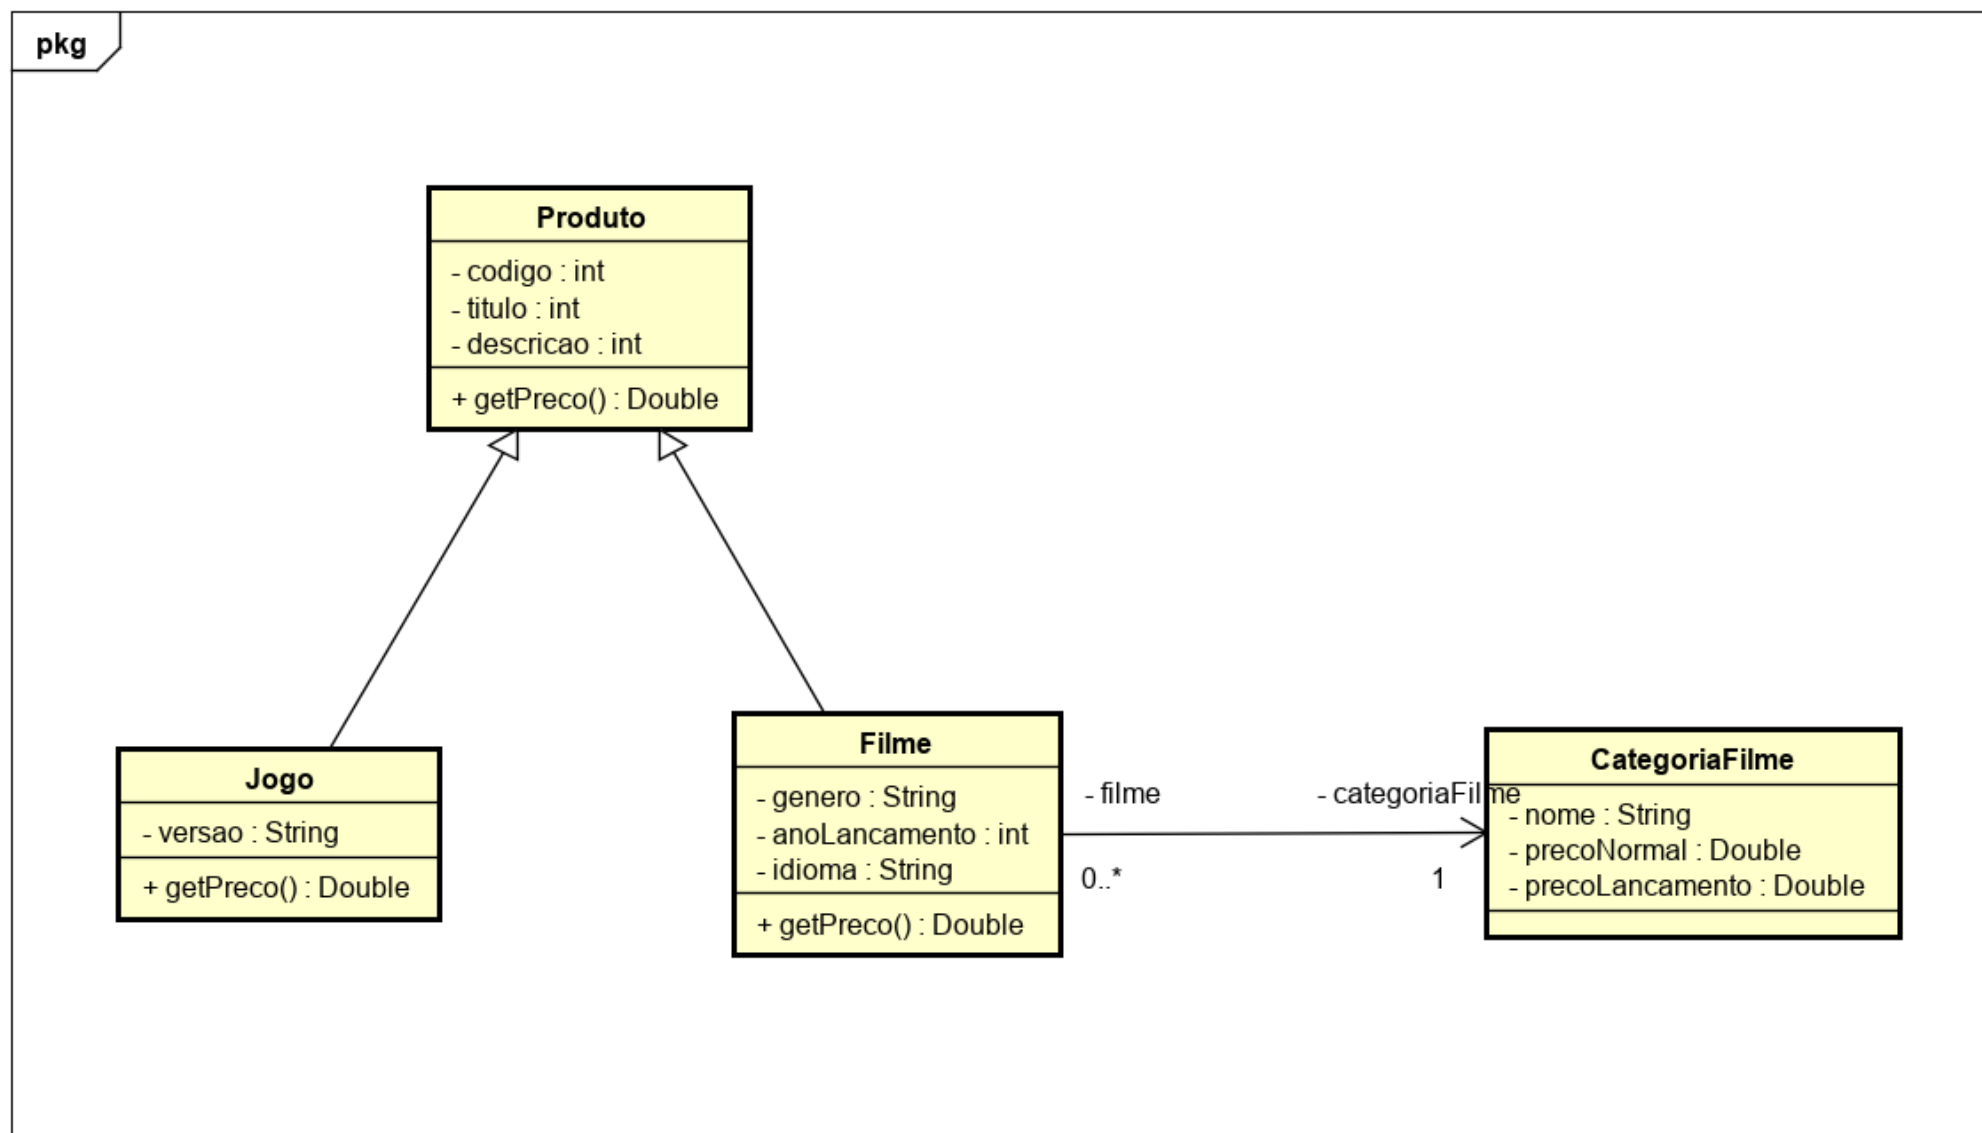 pkg
Produto
- codigo : int
- titulo : int
- descricao : int
+ getPreco() : Double
Jogo
- versao : String
+ getPreco() : Double
Filme
- genero : String
- anoLancamento : int
- idioma : String
+ getPreco() : Double
- filme
- categoriaFilme
0..*
1
CategoriaFilme
- nome : String
- precoNormal : Double
- precoLancamento : Double